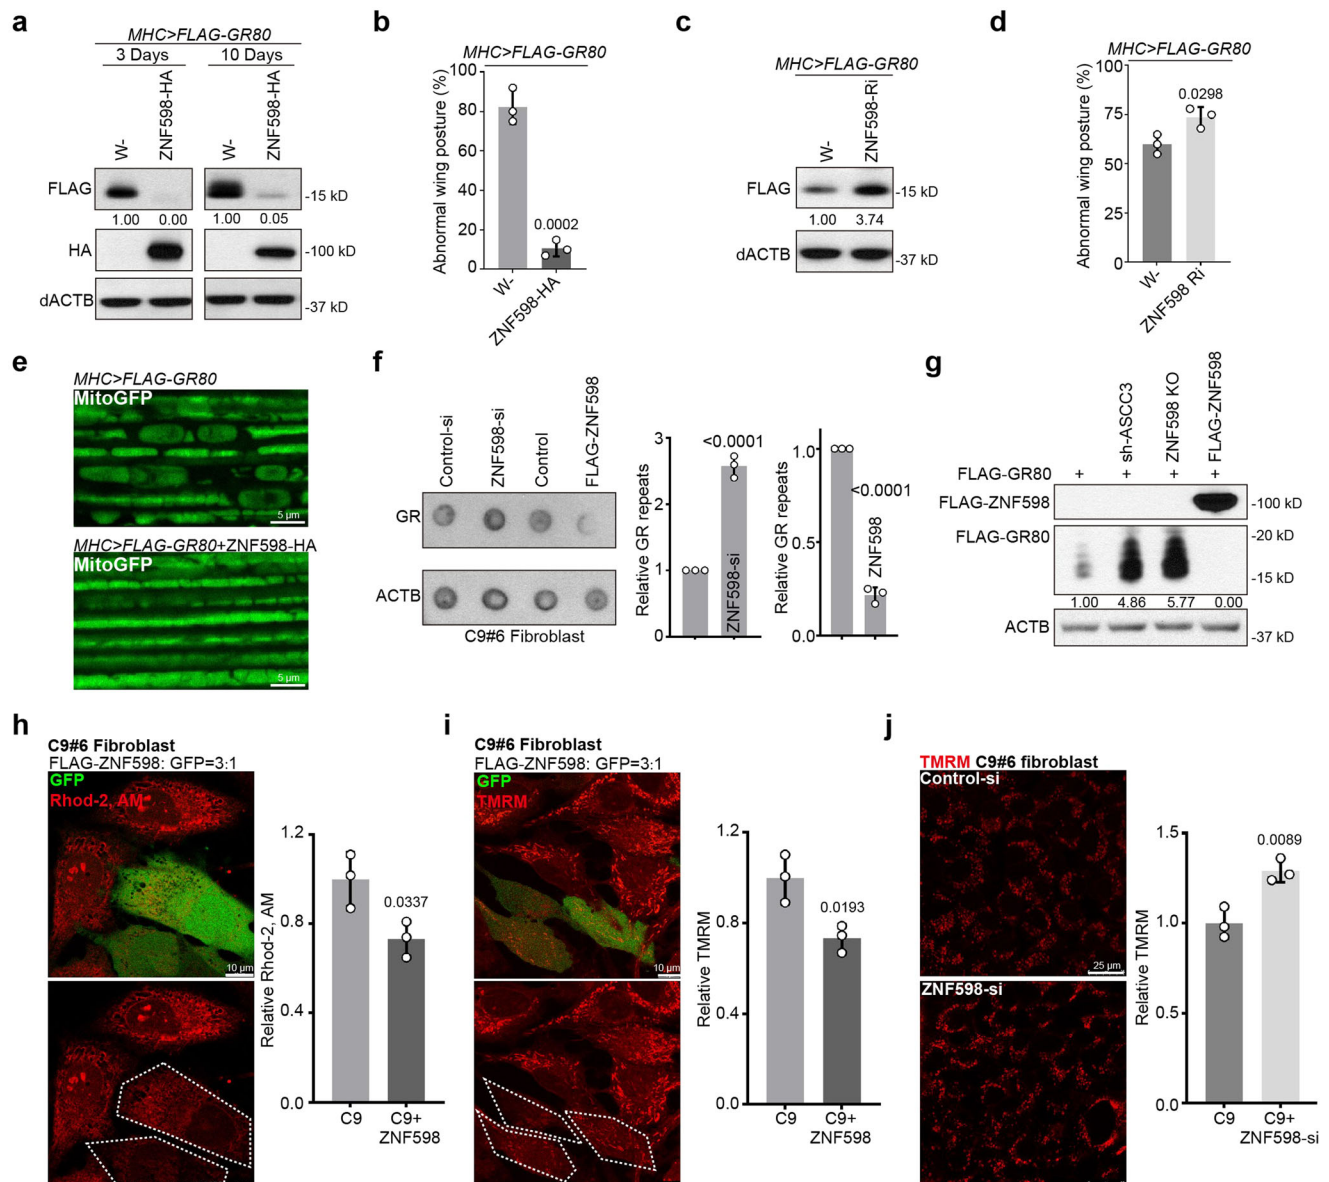 a
MHC>FLAG-GR80
3 Days
10 Days
W-
ZNF598-HA
W-
ZNF598-HA
FLAG
-15 kD
1.00 0.00 1.00 0.05
HA
-100 kD
dACTB
-37 kD
b
MHC>FLAG-GR80
Abnormal wing posture (%)
100
80
60
40
20
0
0.0002
W-
ZNF598-HA
c
MHC>FLAG-GR80
W-
ZNF598-Ri
FLAG
-15 kD
1.00 3.74
dACTB
-37 kD
d
MHC>FLAG-GR80
Abnormal wing posture (%)
100
75
50
25
0
0.0298
W-
ZNF598 Ri
e
MHC>FLAG-GR80
MitoGFP
5 µm
MHC>FLAG-GR80+ZNF598-HA
MitoGFP
5 µm
f
Control-si
ZNF598-si
Control
FLAG-ZNF598
GR
ACTB
C9#6 Fibroblast
Relative GR repeats
3
2
1
0
<0.0001
ZNF598-si
Relative GR repeats
1.0
0.5
0.0
<0.0001
ZNF598
g
sh-ASCC3
ZNF598 KO
FLAG-ZNF598
FLAG-GR80 + + + +
FLAG-ZNF598
-100 kD
FLAG-GR80
-20 kD
-15 kD
1.00 4.86 5.77 0.00
ACTB
-37 kD
h
C9#6 Fibroblast
FLAG-ZNF598: GFP=3:1
GFP
Rhod-2, AM
10 µm
Relative Rhod-2, AM
1.2
0.8
0.4
0.0
0.0337
C9
C9+
ZNF598
i
C9#6 Fibroblast
FLAG-ZNF598: GFP=3:1
GFP
TMRM
10 µm
Relative TMRM
1.2
0.8
0.4
0.0
0.0193
C9
C9+
ZNF598
j
TMRM C9#6 fibroblast
Control-si
25 µm
ZNF598-si
Relative TMRM
1.5
1.0
0.5
0.0
0.0089
C9
C9+
ZNF598-si